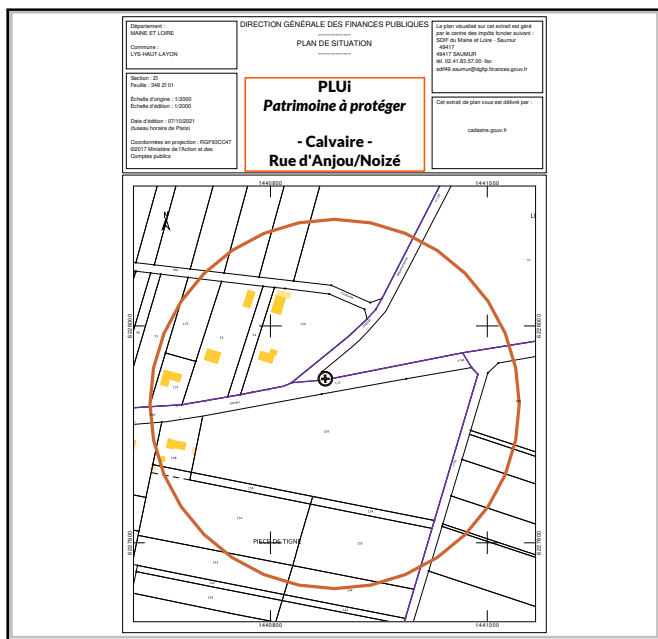 Département :
MAINE ET LOIRE
Commune :
LYS-HAUT-LAYON
Section : ZI
Feuille : 348 ZI 01
Échelle d'origine : 1/2000
Échelle d'édition : 1/2000
Date d'édition : 07/10/2021
(fuseau horaire de Paris)
Coordonnées en projection : RGF93CC47
©2017 Ministère de l'Action et des
Comptes publics
DIRECTION GÉNÉRALE DES FINANCES PUBLIQUES
-------------
PLAN DE SITUATION
-------------
PLUi
Patrimoine à protéger
- Calvaire -
Rue d'Anjou/Noizé
Le plan visualisé sur cet extrait est géré
par le centre des impôts foncier suivant :
SDIF du Maine et Loire - Saumur
49417
49417 SAUMUR
tél. 02.41.83.57.00 -fax
sdif49.saumur@dgfip.finances.gouv.fr
Cet extrait de plan vous est délivré par :
cadastre.gouv.fr
1440800
1441000
6228000
6228000
PIECE DE TIGNE
6227800
6227800
1440800
1441000